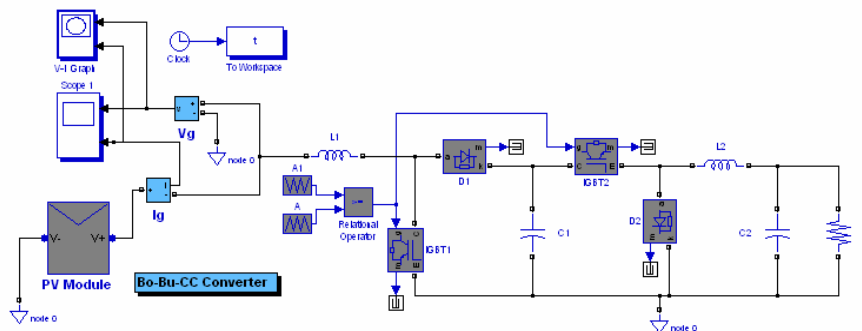 V-I Graph
Clock
t
To Workspace
Scope 1
v
+
-
Vg
node 0
+
i
-
Ig
V-
V+
PV Module
node 0
Bo-Bu-CC Converter
L1
A1
A
Relational
Operator
g
C
m
E
IGBT1
a
m
k
D1
C1
g
m
C
E
IGBT2
a
m
k
D2
L2
C2
node 0